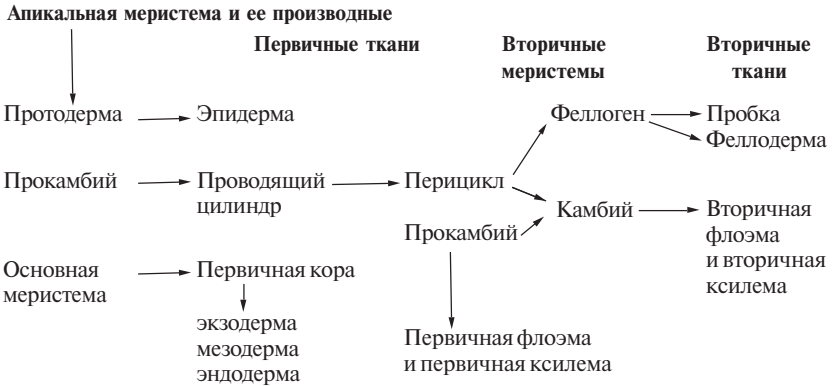 Апикальная меристема и ее производные
Первичные ткани
Вторичные
меристемы
Вторичные
ткани
Протодерма
Эпидерма
Феллоген
Пробка
Феллодерма
Прокамбий
Проводящий
цилиндр
Перицикл
Прокамбий
Камбий
Вторичная
флоэма
и вторичная
ксилема
Основная
меристема
Первичная кора
экзодерма
мезодерма
эндодерма
Первичная флоэма
и первичная ксилема